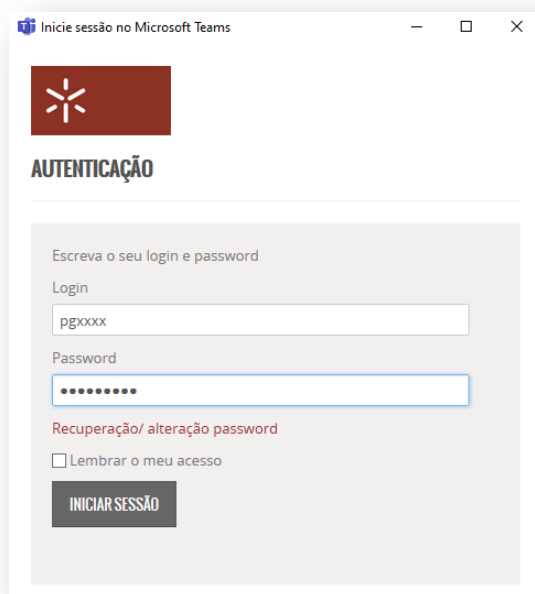 Inicie sessão no Microsoft Teams
AUTENTICAÇÃO
Escreva o seu login e password
Login
pgxxxx
Password
•••••••••
Recuperação/ alteração password
Lembrar o meu acesso
INICIAR SESSÃO